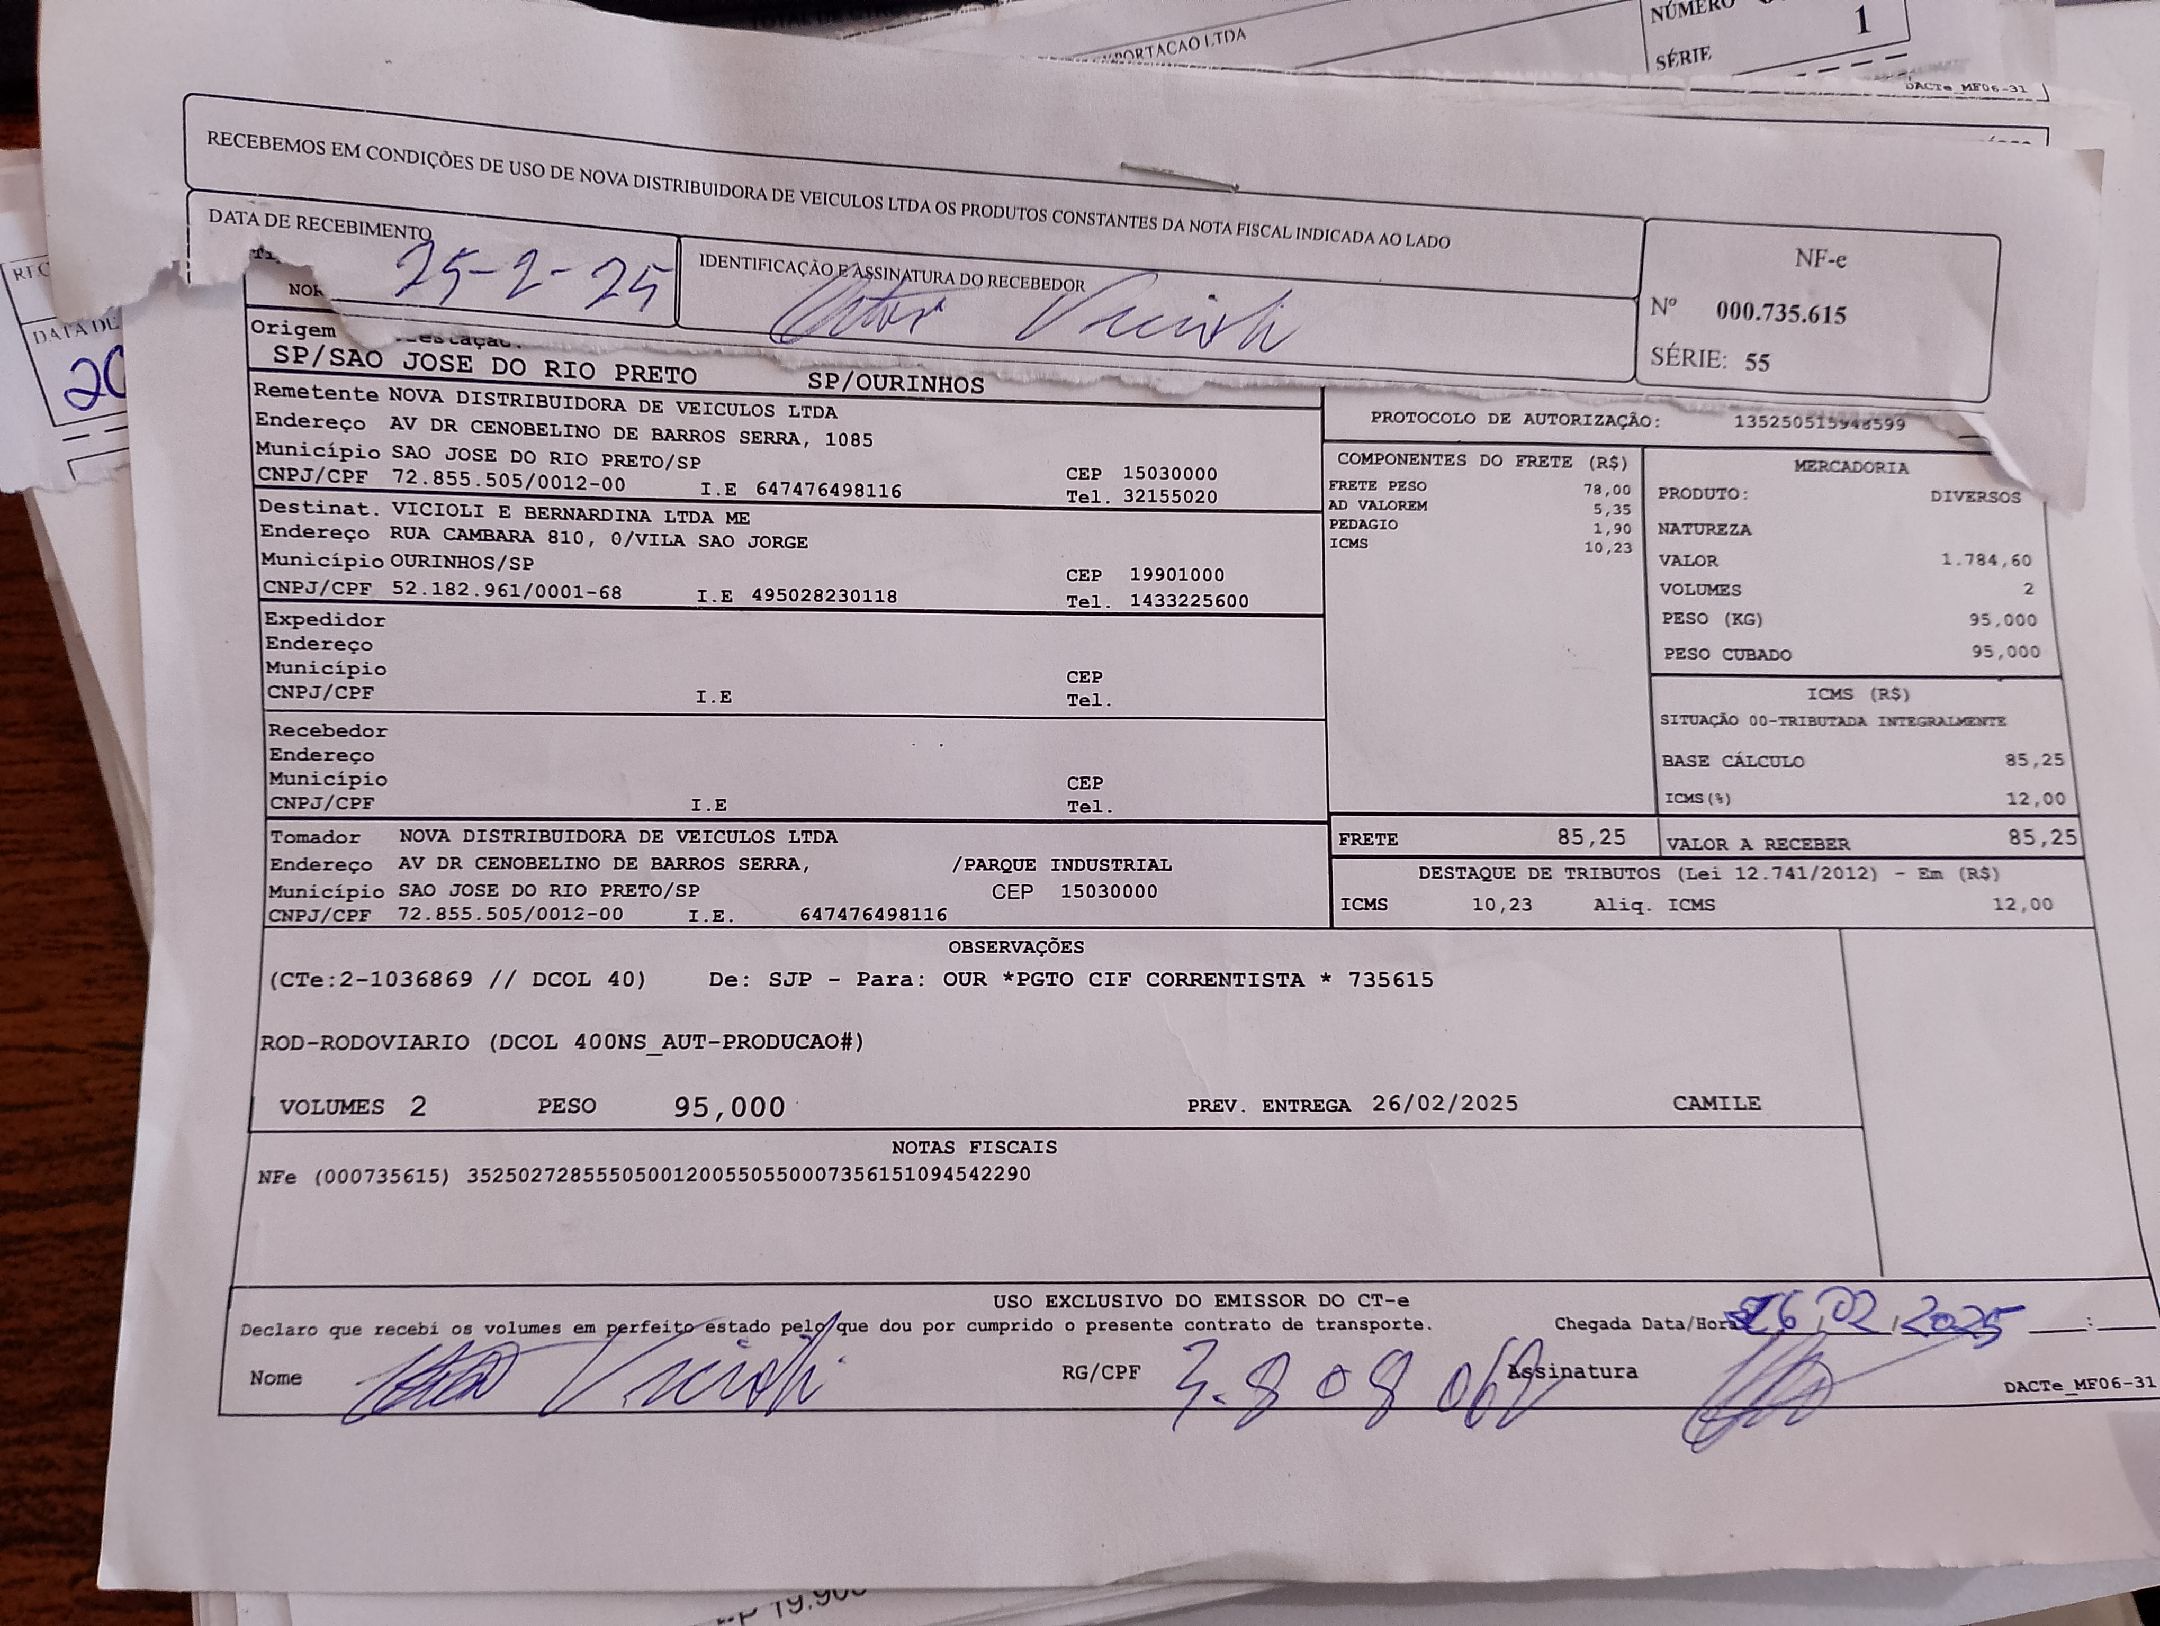 PORTACAO LTDA
NÚMERO
1
SÉRIE
DACTe_MF06-31
RECEBEMOS EM CONDIÇÕES DE USO DE NOVA DISTRIBUIDORA DE VEICULOS LTDA OS PRODUTOS CONSTANTES DA NOTA FISCAL INDICADA AO LADO
DATA DE RECEBIMENTO
25-2-25
IDENTIFICAÇÃO E ASSINATURA DO RECEBEDOR
Vicioli
NF-e
Nº 000.735.615
SÉRIE: 55
DATA DE
20
NOR
Origem
SP/SAO JOSE DO RIO PRETO SP/OURINHOS
Remetente NOVA DISTRIBUIDORA DE VEICULOS LTDA
Endereço AV DR CENOBELINO DE BARROS SERRA, 1085
Município SAO JOSE DO RIO PRETO/SP CEP 15030000
CNPJ/CPF 72.855.505/0012-00 I.E 647476498116 Tel. 32155020
Destinat. VICIOLI E BERNARDINA LTDA ME
Endereço RUA CAMBARA 810, 0/VILA SAO JORGE
Município OURINHOS/SP CEP 19901000
CNPJ/CPF 52.182.961/0001-68 I.E 495028230118 Tel. 1433225600
Expedidor
Endereço
Município CEP
CNPJ/CPF I.E Tel.
Recebedor
Endereço
Município CEP
CNPJ/CPF I.E Tel.
Tomador NOVA DISTRIBUIDORA DE VEICULOS LTDA
Endereço AV DR CENOBELINO DE BARROS SERRA, /PARQUE INDUSTRIAL
Município SAO JOSE DO RIO PRETO/SP CEP 15030000
CNPJ/CPF 72.855.505/0012-00 I.E. 647476498116
PROTOCOLO DE AUTORIZAÇÃO:
COMPONENTES DO FRETE (R$)
FRETE PESO 78,00
AD VALOREM 5,35
PEDAGIO 1,90
ICMS 10,23
MERCADORIA
PRODUTO: DIVERSOS
NATUREZA
VALOR 1.784,60
VOLUMES 2
PESO (KG) 95,000
PESO CUBADO 95,000
ICMS (R$)
SITUAÇÃO 00-TRIBUTADA INTEGRALMENTE
BASE CÁLCULO 85,25
ICMS(%) 12,00
FRETE 85,25 VALOR A RECEBER 85,25
DESTAQUE DE TRIBUTOS (Lei 12.741/2012) - Em (R$)
ICMS 10,23 Aliq. ICMS 12,00
OBSERVAÇÕES
(CTe:2-1036869 // DCOL 40) De: SJP - Para: OUR *PGTO CIF CORRENTISTA * 735615
ROD-RODOVIARIO (DCOL 400NS_AUT-PRODUCAO#)
VOLUMES 2 PESO 95,000 PREV. ENTREGA 26/02/2025 CAMILE
NOTAS FISCAIS
NFe (000735615) 35250272855505001200550550007356151094542290
USO EXCLUSIVO DO EMISSOR DO CT-e
Declaro que recebi os volumes em perfeito estado pelo que dou por cumprido o presente contrato de transporte. Chegada Data/Hora 26/02/2025 __:__
Nome Vicioli RG/CPF Assinatura
DACTe_MF06-31